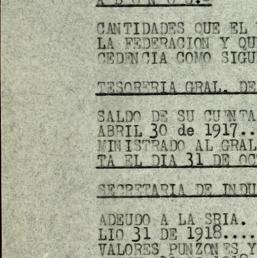 A B O N O S.-
CANTIDADES QUE EL
LA FEDERACION Y QU
CEDENCIA COMO SIGU
TESORERIA GRAL. DE
SALDO DE SU CUENTA
ABRIL 30 de 1917..
MINISTRADO AL GRAL
TA EL DIA 31 DE OC
SECRETARIA DE INDU
ADEUDO A LA SRIA.
LIO 31 DE 1918....
VALORES PUNZONES Y